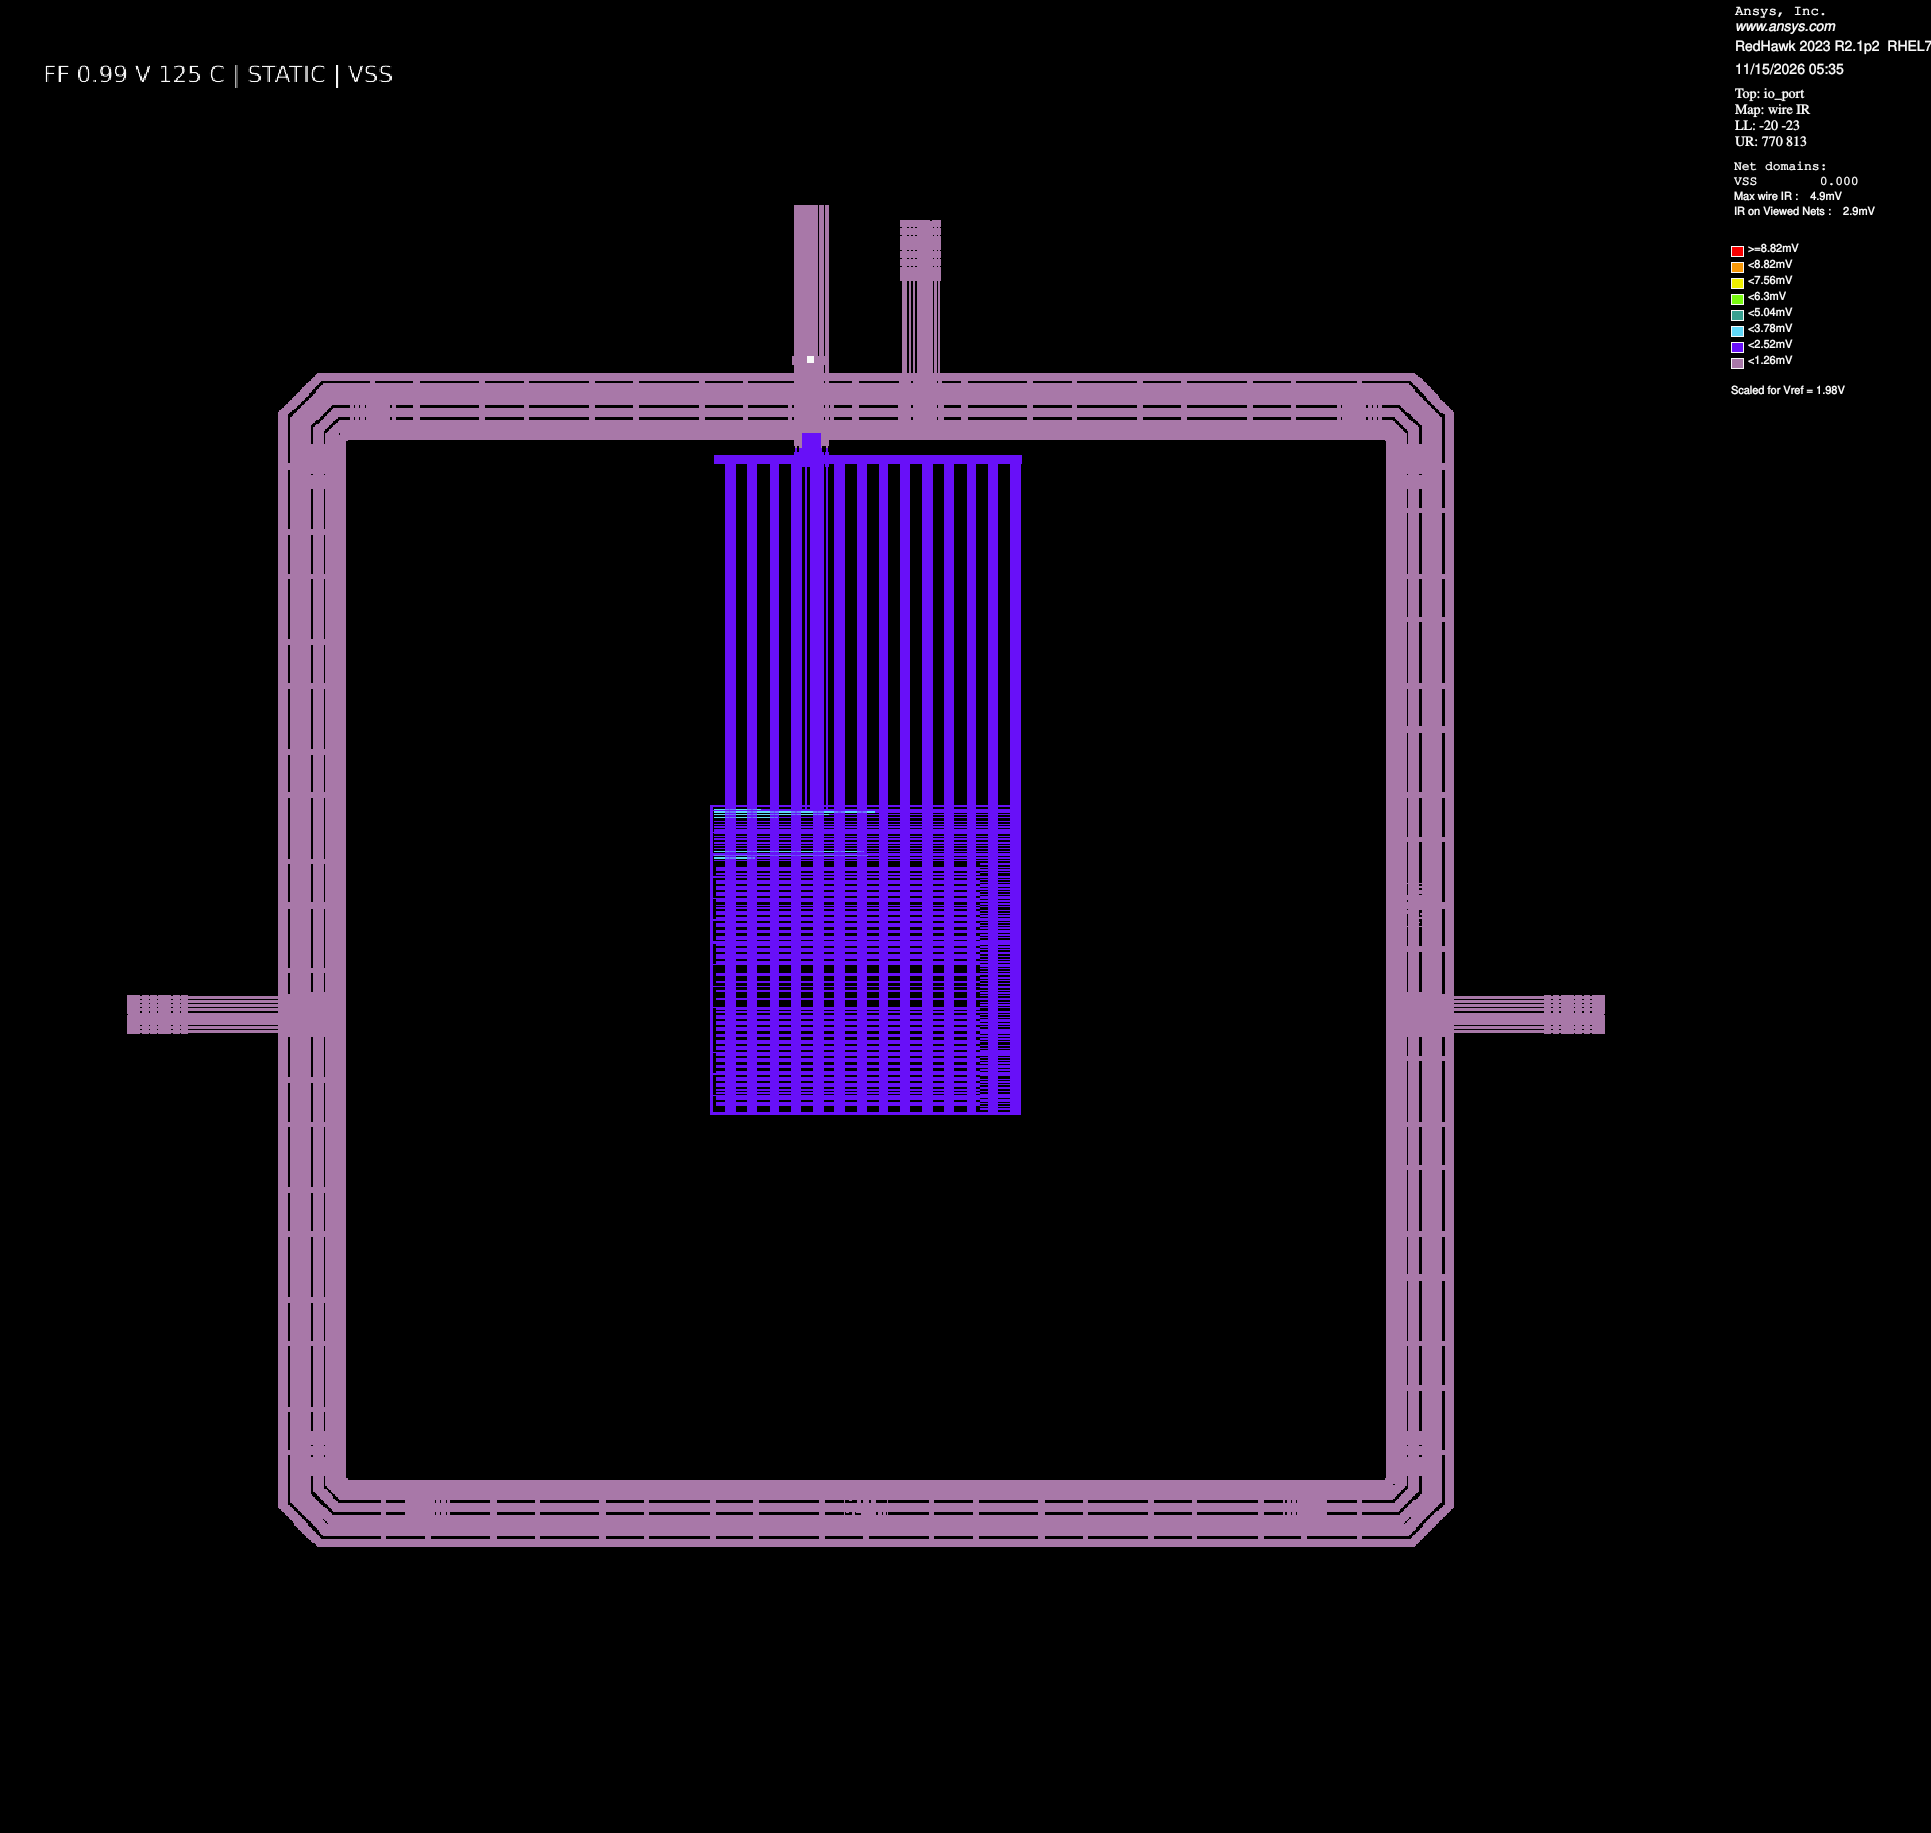 FF 0.99 V 125 C | STATIC | VSS
Ansys, Inc.
www.ansys.com
RedHawk 2023 R2.1p2  RHEL7
11/15/2026 05:35
Top: io_port
Map: wire IR
LL: -20 -23
UR: 770 813
Net domains:
VSS 0.000
Max wire IR : 4.9mV
IR on Viewed Nets : 2.9mV
>=8.82mV
<8.82mV
<7.56mV
<6.3mV
<5.04mV
<3.78mV
<2.52mV
<1.26mV
Scaled for Vref = 1.98V